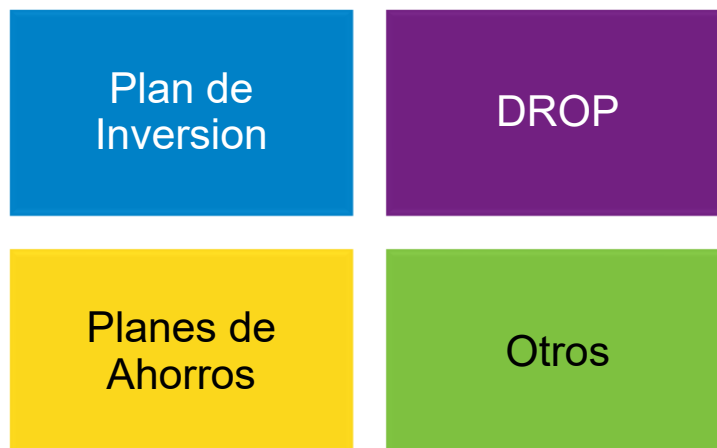 Plan de
Inversion
DROP
Planes de
Ahorros
Otros